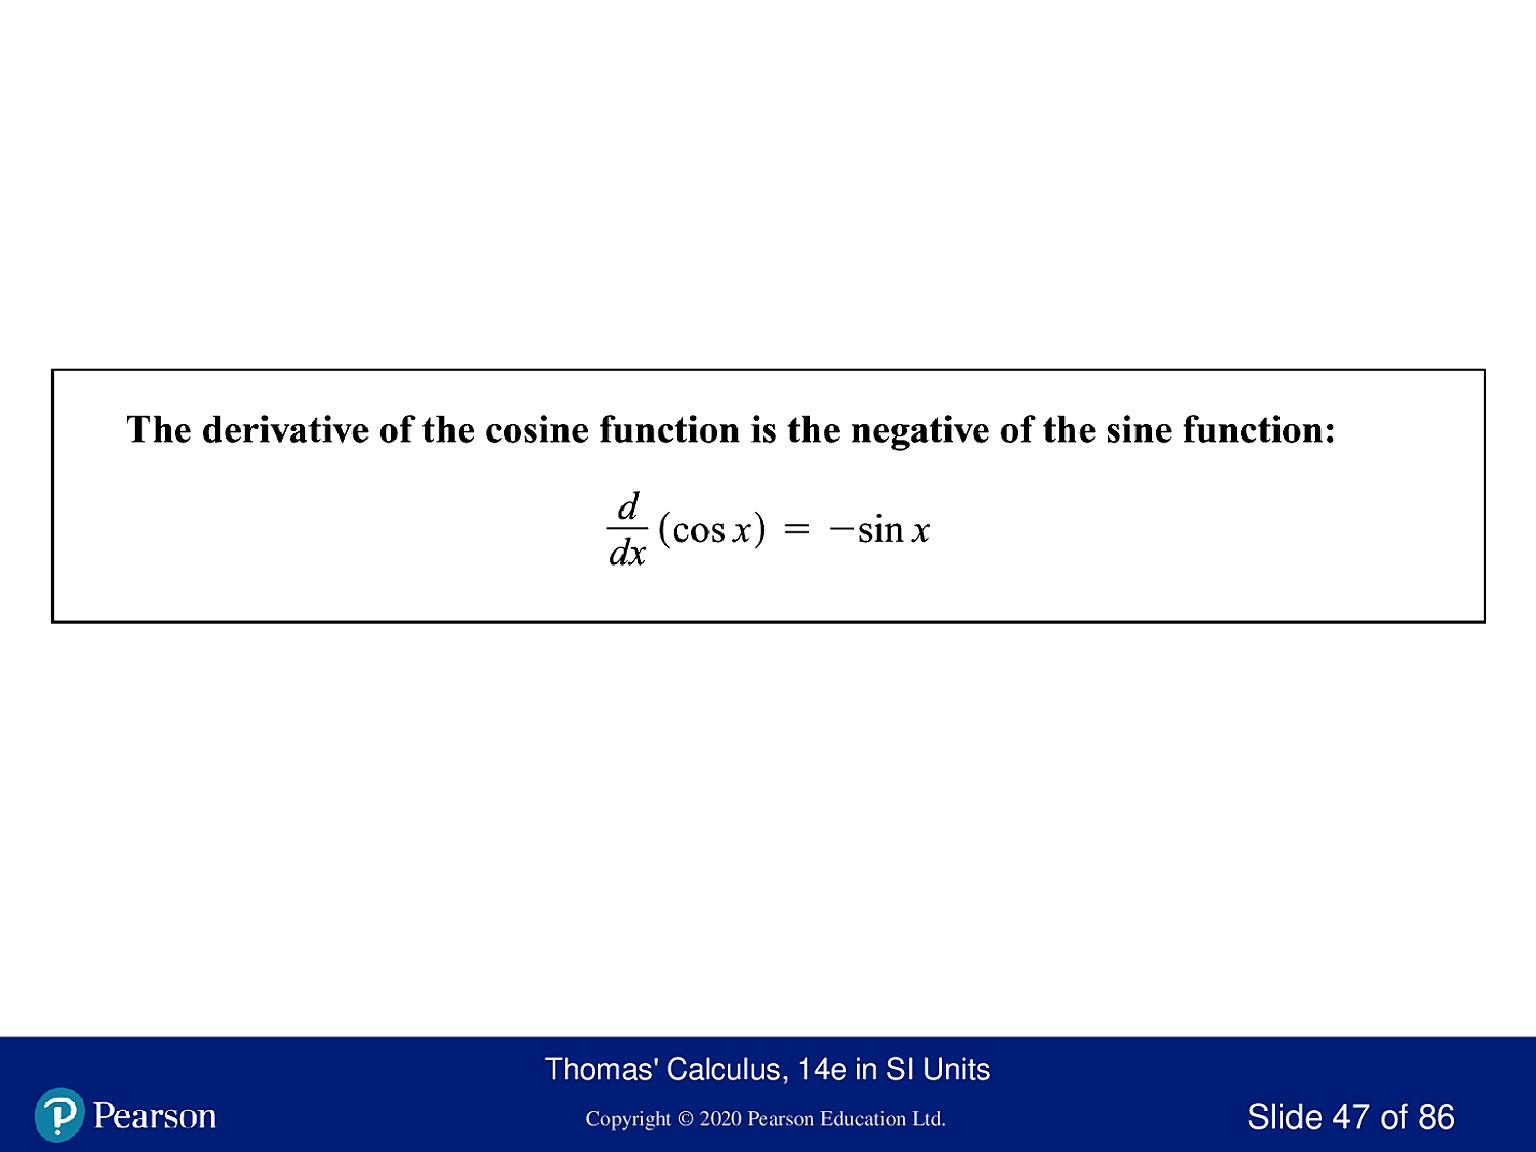 The derivative of the cosine function is the negative of the sine function:
d/dx (cos x) = −sin x
Thomas' Calculus, 14e in SI Units
Pearson
Copyright © 2020 Pearson Education Ltd.
Slide 47 of 86